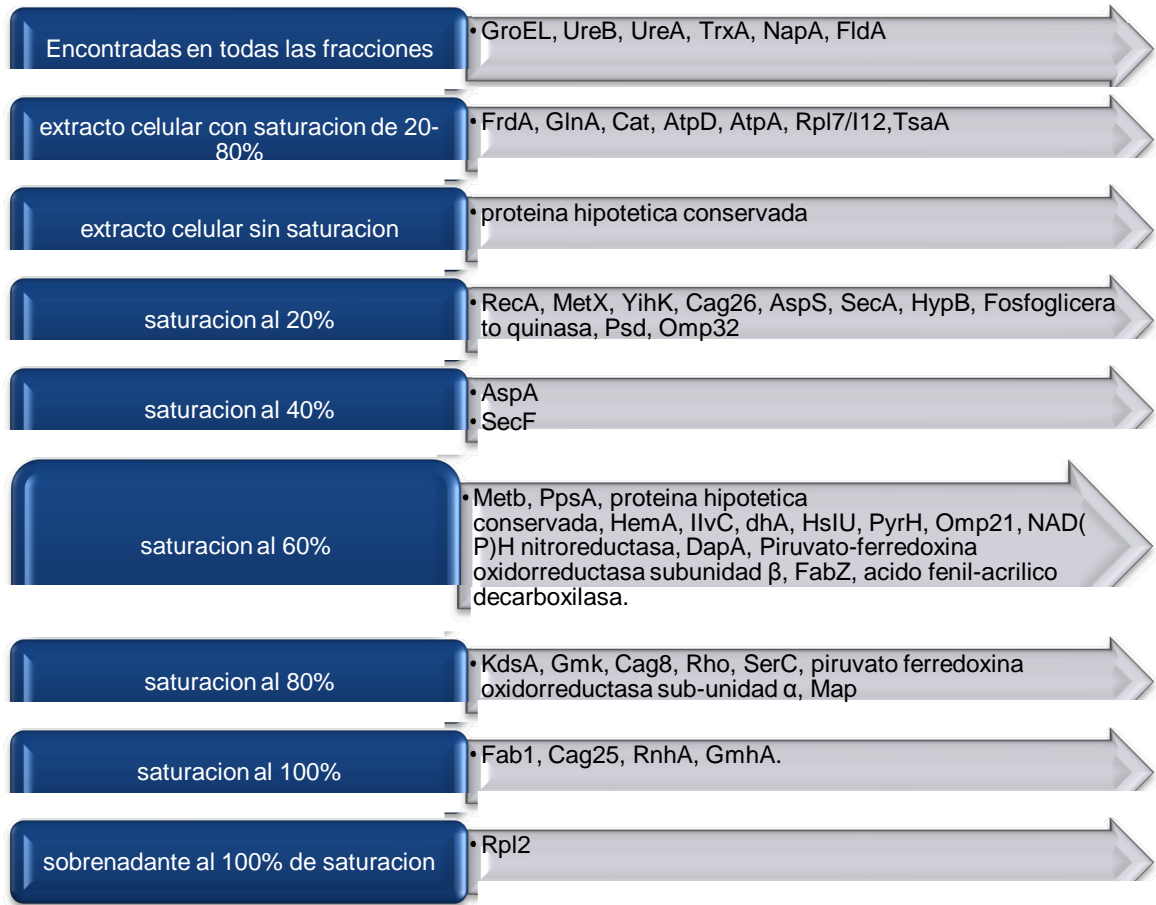 Encontradas en todas las fracciones
• GroEL, UreB, UreA, TrxA, NapA, FldA
extracto celular con saturacion de 20-
80%
• FrdA, GlnA, Cat, AtpD, AtpA, Rpl7/l12,TsaA
extracto celular sin saturacion
• proteina hipotetica conservada
saturacion al 20%
• RecA, MetX, YihK, Cag26, AspS, SecA, HypB, Fosfoglicera
to quinasa, Psd, Omp32
saturacion al 40%
• AspA
• SecF
saturacion al 60%
• Metb, PpsA, proteina hipotetica
conservada, HemA, IlvC, dhA, HslU, PyrH, Omp21, NAD(
P)H nitroreductasa, DapA, Piruvato-ferredoxina
oxidorreductasa subunidad β, FabZ, acido fenil-acrilico
decarboxilasa.
saturacion al 80%
• KdsA, Gmk, Cag8, Rho, SerC, piruvato ferredoxina
oxidorreductasa sub-unidad α, Map
saturacion al 100%
• Fab1, Cag25, RnhA, GmhA.
sobrenadante al 100% de saturacion
• Rpl2